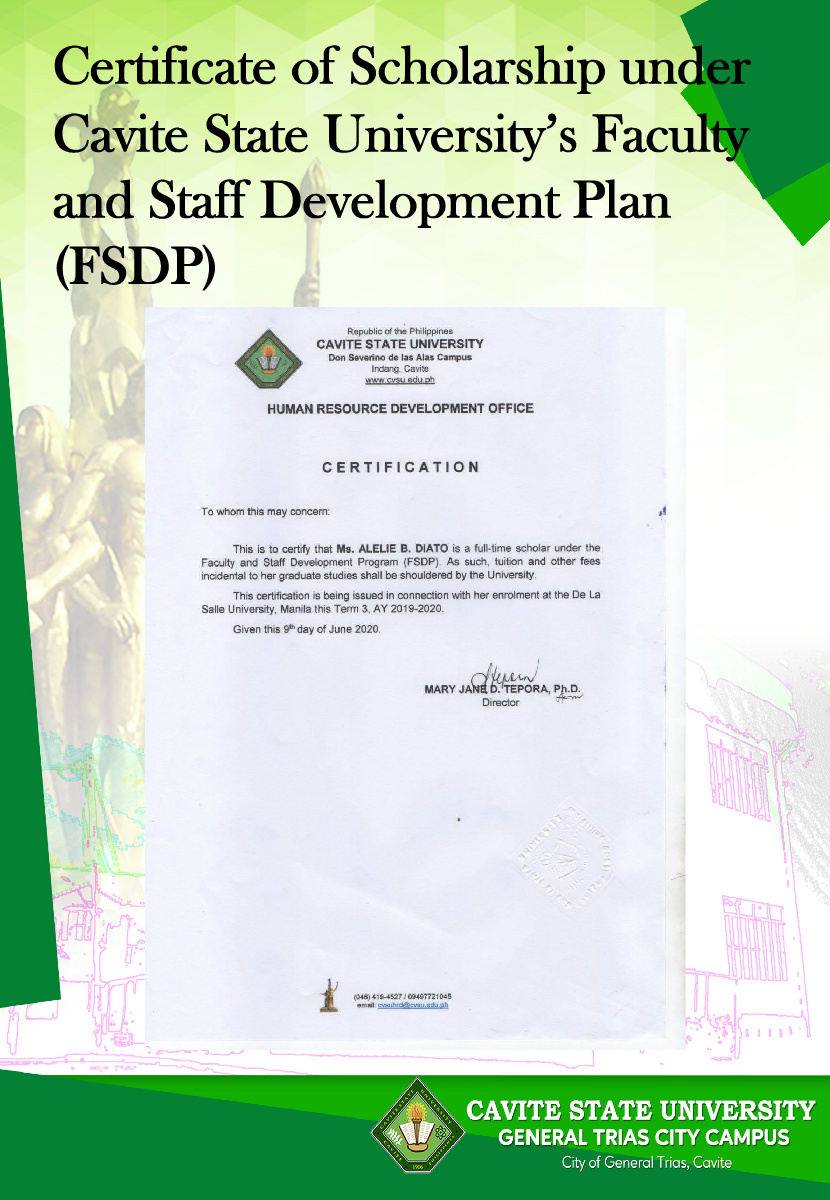 Certificate of Scholarship under
Cavite State University's Faculty
and Staff Development Plan
(FSDP)
Republic of the Philippines
CAVITE STATE UNIVERSITY
Don Severino de las Alas Campus
Indang, Cavite
www.cvsu.edu.ph
HUMAN RESOURCE DEVELOPMENT OFFICE
CERTIFICATION
To whom this may concern:
This is to certify that Ms. ALELIE B. DIATO is a full-time scholar under the
Faculty and Staff Development Program (FSDP). As such, tuition and other fees
incidental to her graduate studies shall be shouldered by the University.
This certification is being issued in connection with her enrolment at the De La
Salle University, Manila this Term 3, AY 2019-2020.
Given this 9th day of June 2020.
MARY JANE D. TEPORA, Ph.D.
Director
(046) 419-4527 / 09497721045
email: cvsuhrd@cvsu.edu.ph
CAVITE STATE UNIVERSITY
GENERAL TRIAS CITY CAMPUS
City of General Trias, Cavite
1906